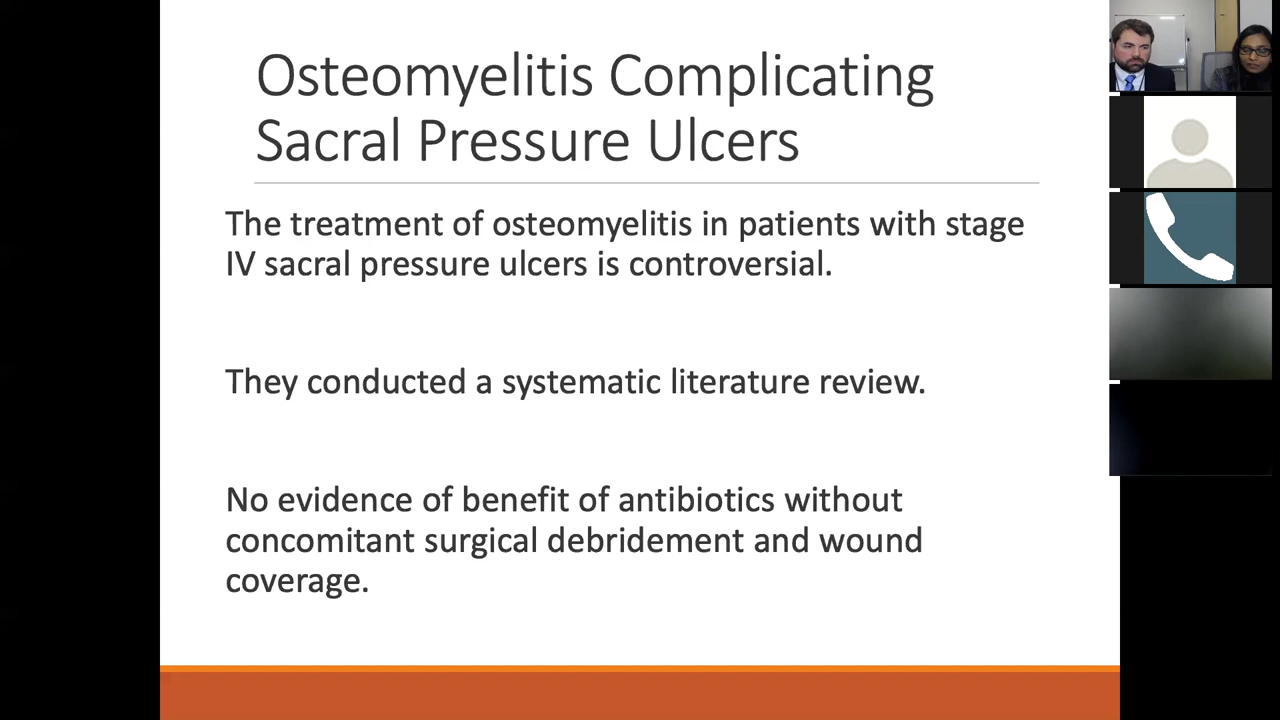 Osteomyelitis Complicating
Sacral Pressure Ulcers
The treatment of osteomyelitis in patients with stage
IV sacral pressure ulcers is controversial.
They conducted a systematic literature review.
No evidence of benefit of antibiotics without
concomitant surgical debridement and wound
coverage.